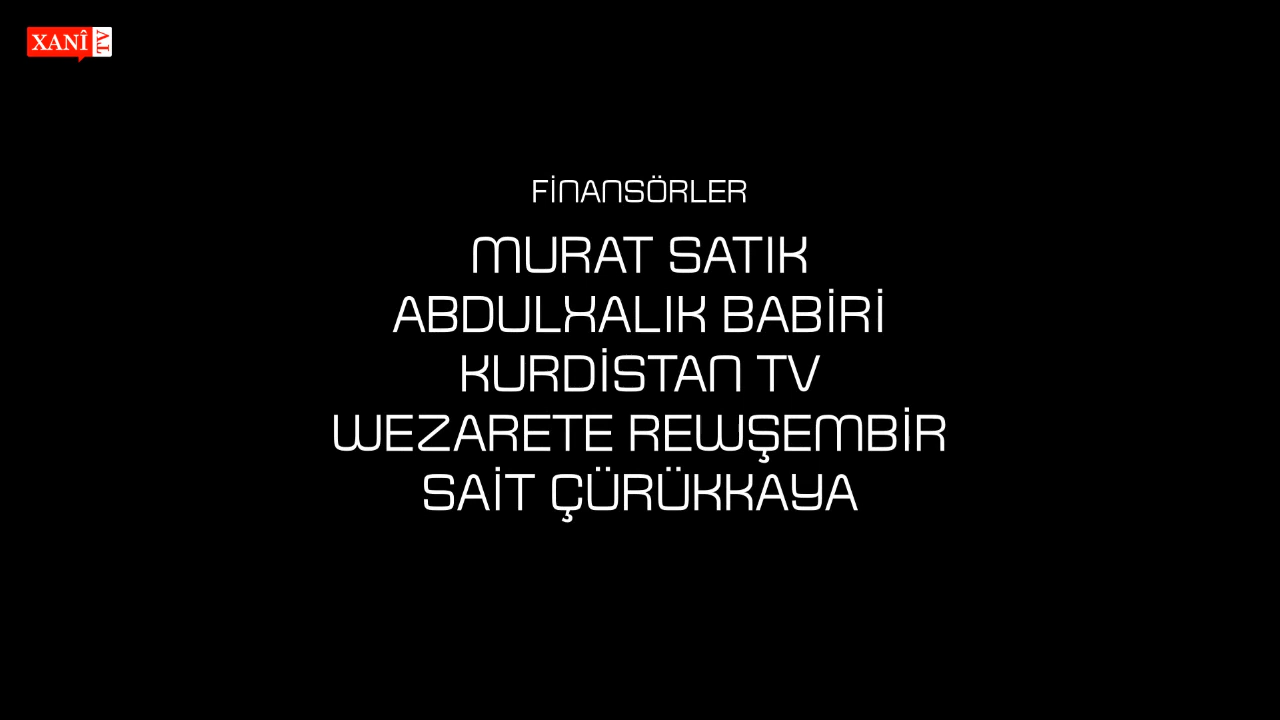 XANÎ TV
FİNANSÖRLER
MURAT SATIK
ABDULXALIK BABİRİ
KURDİSTAN TV
WEZARETE REWŞEMBİR
SAİT ÇÜRÜKKAYA